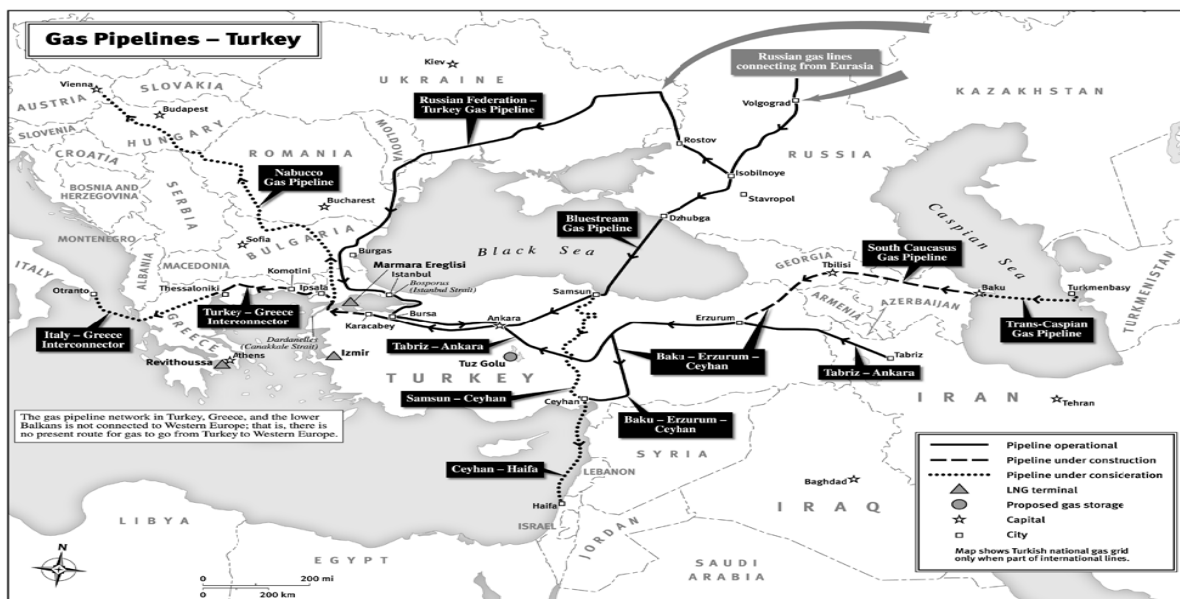 Gas Pipelines – Turkey
Kiev
UKRAINE
Russian gas lines
connecting from Eurasia
KAZAKHSTAN
Vienna
SLOVAKIA
AUSTRIA
Budapest
Russian Federation –
Turkey Gas Pipeline
Volgograd
SLOVENIA
HUNGARY
MOLDOVA
Rostov
CROATIA
ROMANIA
RUSSIA
Isobilnoye
BOSNIA AND
HERZEGOVINA
Nabucco
Gas Pipeline
Stavropol
SERBIA
Bucharest
Dzhubga
Caspian Sea
Bluestream
Gas Pipeline
MONTENEGRO
Sofia
BULGARIA
Burgas
Black Sea
South Caucasus
Gas Pipeline
ITALY
ALBANIA
MACEDONIA
Marmara Ereglisi
GEORGIA
Tbilisi
Komotini
Istanbul
Otranto
Thessaloniki
Ipsala
Bosporus
(Istanbul Strait)
Samsun
ARMENIA
AZERBAIJAN
Baku
Turkmenbasy
TURKMENISTAN
Turkey – Greece
Interconnector
Karacabey
Bursa
Ankara
Erzurum
Trans-Caspian
Gas Pipeline
Italy – Greece
Interconnector
GREECE
Dardanelles
(Canakkale Strait)
Tabriz – Ankara
Izmir
Baku – Erzurum –
Ceyhan
Tabriz
Revithoussa
Athens
Tuz Golu
Tabriz – Ankara
TURKEY
IRAN
Samsun – Ceyhan
Ceyhan
Tehran
The gas pipeline network in Turkey, Greece, and the lower
Balkans is not connected to Western Europe; that is, there is
no present route for gas to go from Turkey to Western Europe.
Baku – Erzurum –
Ceyhan
SYRIA
Ceyhan – Haifa
LEBANON
Baghdad
Haifa
IRAQ
ISRAEL
LIBYA
JORDAN
EGYPT
SAUDI
ARABIA
Pipeline operational
Pipeline under construction
Pipeline under consideration
LNG terminal
Proposed gas storage
Capital
City
Map shows Turkish national gas grid
only when part of international lines.
N
0 200 mi
0 200 km